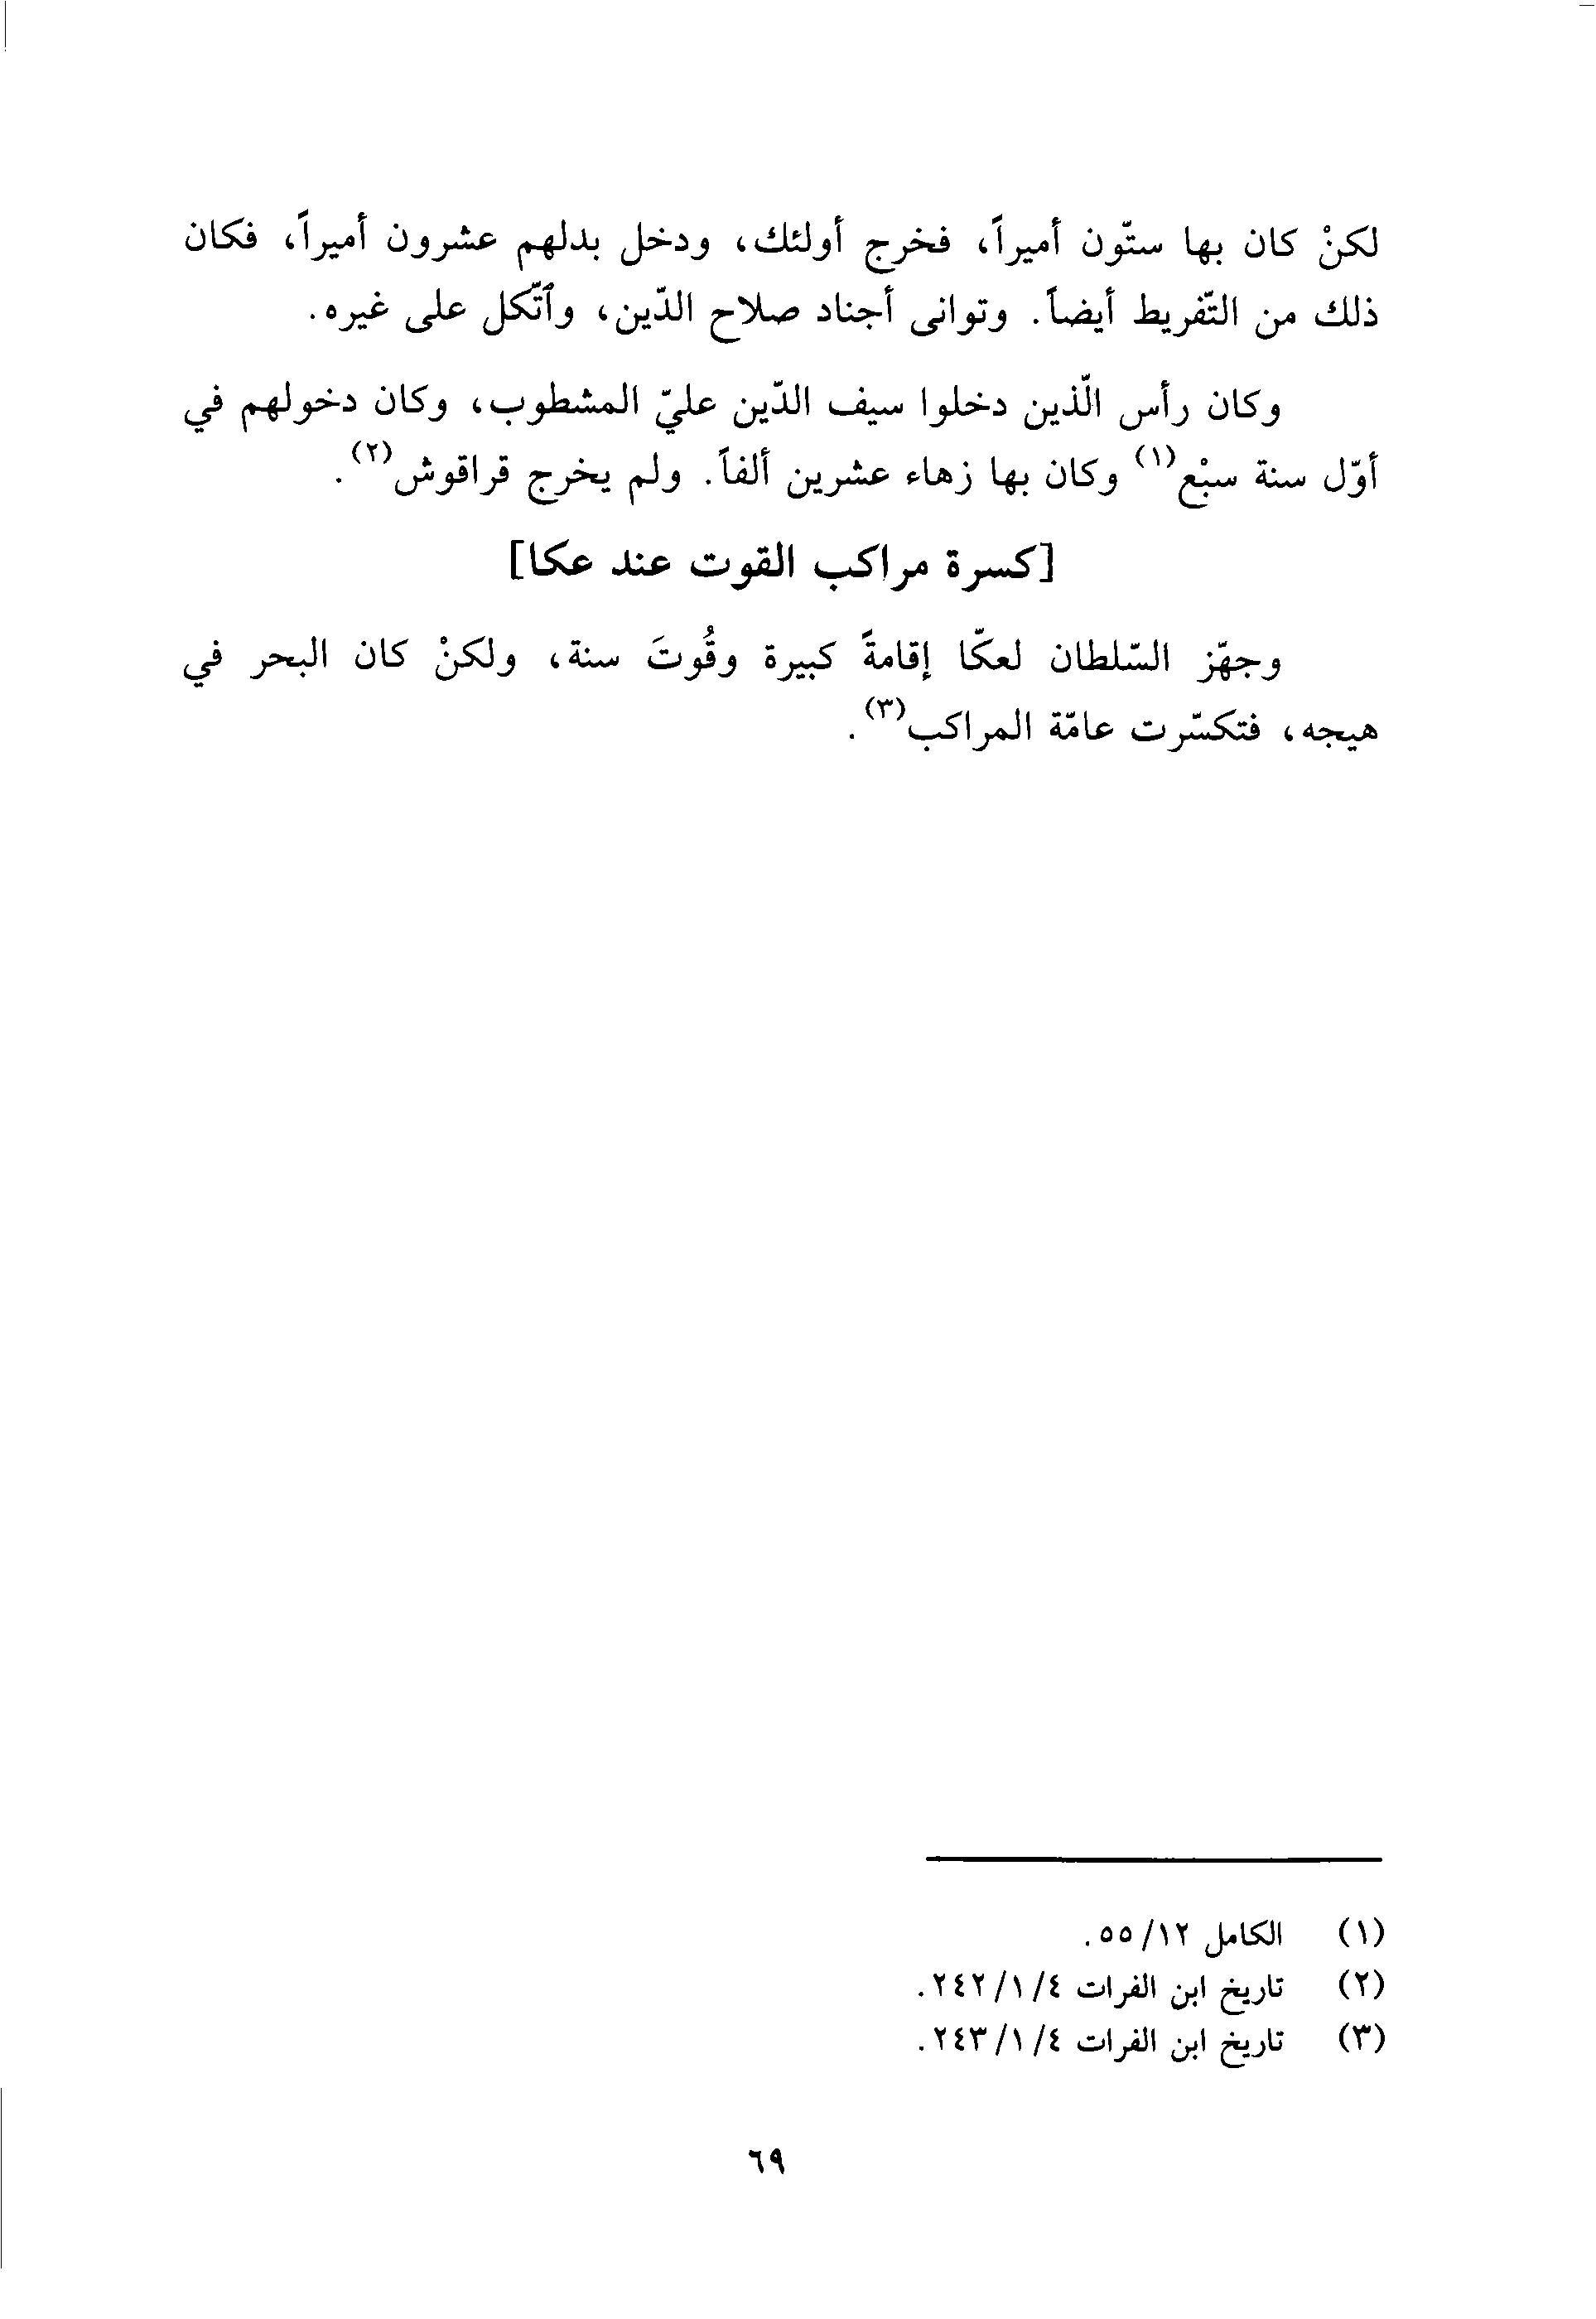 لكنْ كان بها ستّون أميراً، فخرج أولئك، ودخل بدلهم عشرون أميراً، فكان
ذلك من التّفريط أيضاً. وتوانى أجناد صلاح الدّين، وٱتّكل على غيره.
وكان رأس الّذين دخلوا سيف الدّين عليّ المشطوب، وكان دخولهم في
أوّل سنة سبْع(١) وكان بها زهاء عشرين ألفاً. ولم يخرج قراقوش(٢).
[كسرة مراكب القوت عند عكا]
وجهّز السّلطان لعكّا إقامةً كبيرة وقُوتَ سنة، ولكنْ كان البحر في
هيجه، فتكسّرت عامّة المراكب(٣).
(١) الكامل ١٢/ ٥٥.
(٢) تاريخ ابن الفرات ٤/ ١/ ٢٤٢.
(٣) تاريخ ابن الفرات ٤/ ١/ ٢٤٣.
٦٩